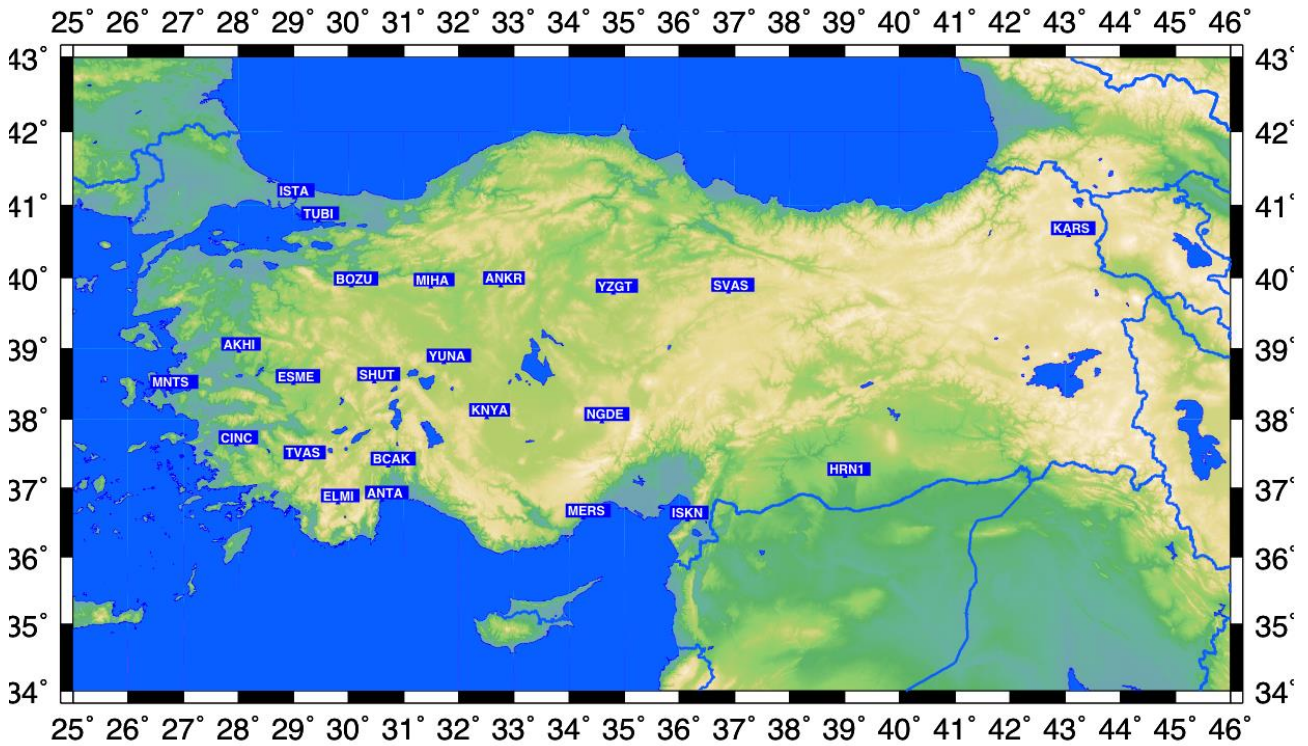 25° 26° 27° 28° 29° 30° 31° 32° 33° 34° 35° 36° 37° 38° 39° 40° 41° 42° 43° 44° 45° 46°
43° 43°
42° 42°
ISTA
41° 41°
TUBI
KARS
40° 40°
BOZU MIHA ANKR YZGT SVAS
39° 39°
AKHI YUNA
MNTS ESME SHUT
38° 38°
KNYA NGDE
CINC TVAS BCAK HRN1
37° 37°
ELMI ANTA MERS ISKN
36° 36°
35° 35°
34° 34°
25° 26° 27° 28° 29° 30° 31° 32° 33° 34° 35° 36° 37° 38° 39° 40° 41° 42° 43° 44° 45° 46°